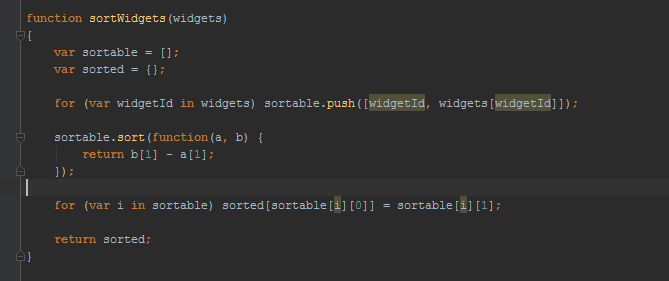 function sortWidgets(widgets)
{
    var sortable = [];
    var sorted = {};
    for (var widgetId in widgets) sortable.push([widgetId, widgets[widgetId]]);
    sortable.sort(function(a, b) {
        return b[1] - a[1];
    });
    for (var i in sortable) sorted[sortable[i][0]] = sortable[i][1];
    return sorted;
}